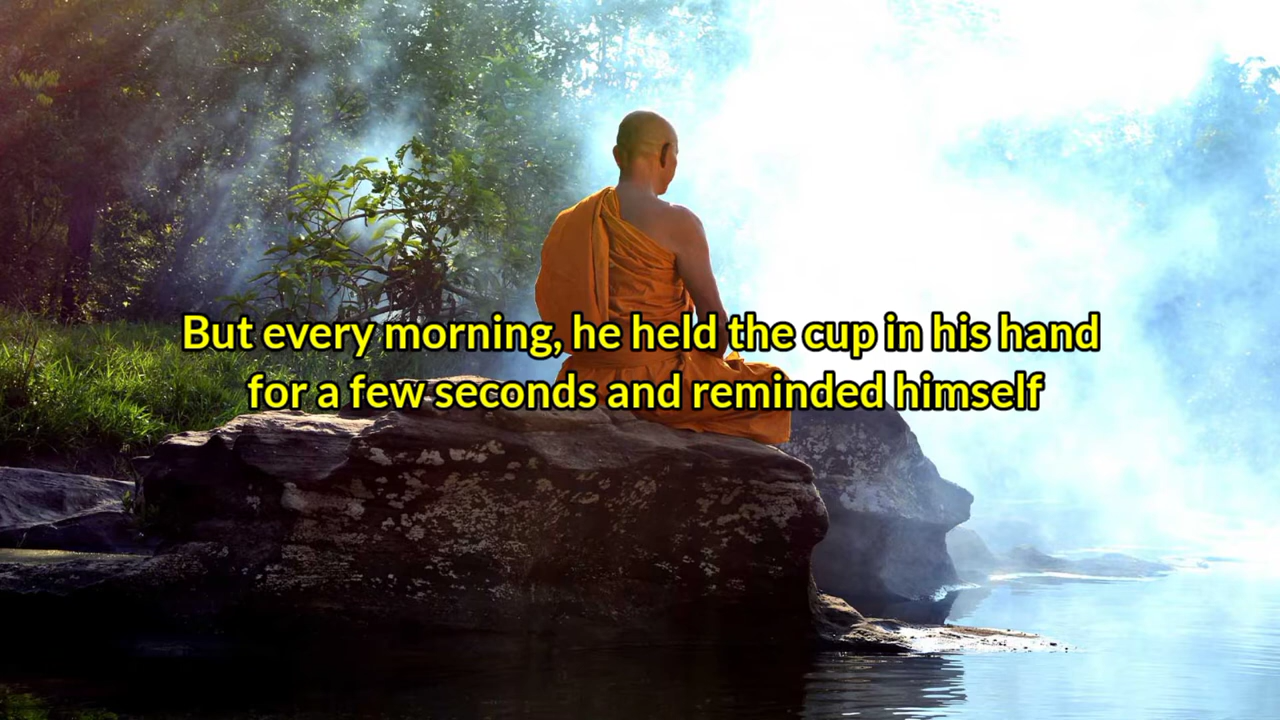 But every morning, he held the cup in his hand
for a few seconds and reminded himself